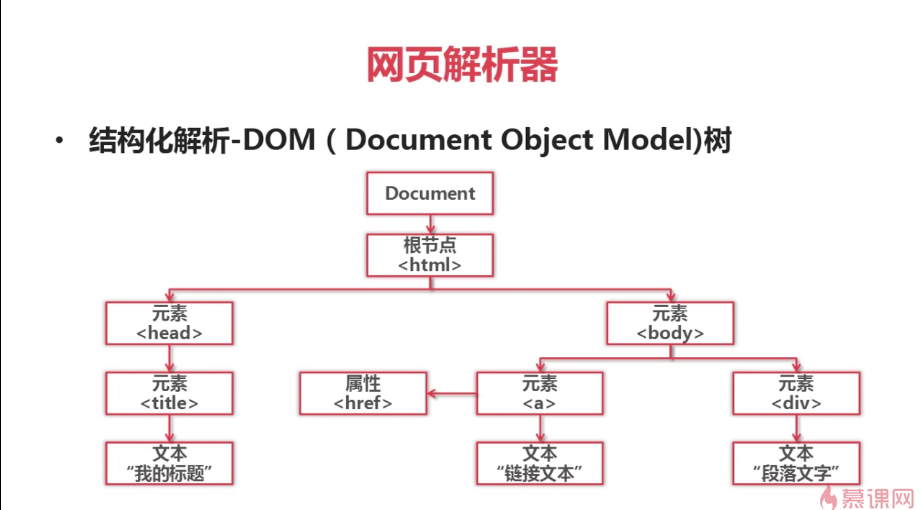 网页解析器
• 结构化解析-DOM ( Document Object Model)树
Document
根节点
<html>
元素
<head>
元素
<body>
元素
<title>
属性
<href>
元素
<a>
元素
<div>
文本
“我的标题”
文本
“链接文本”
文本
“段落文字”
慕课网